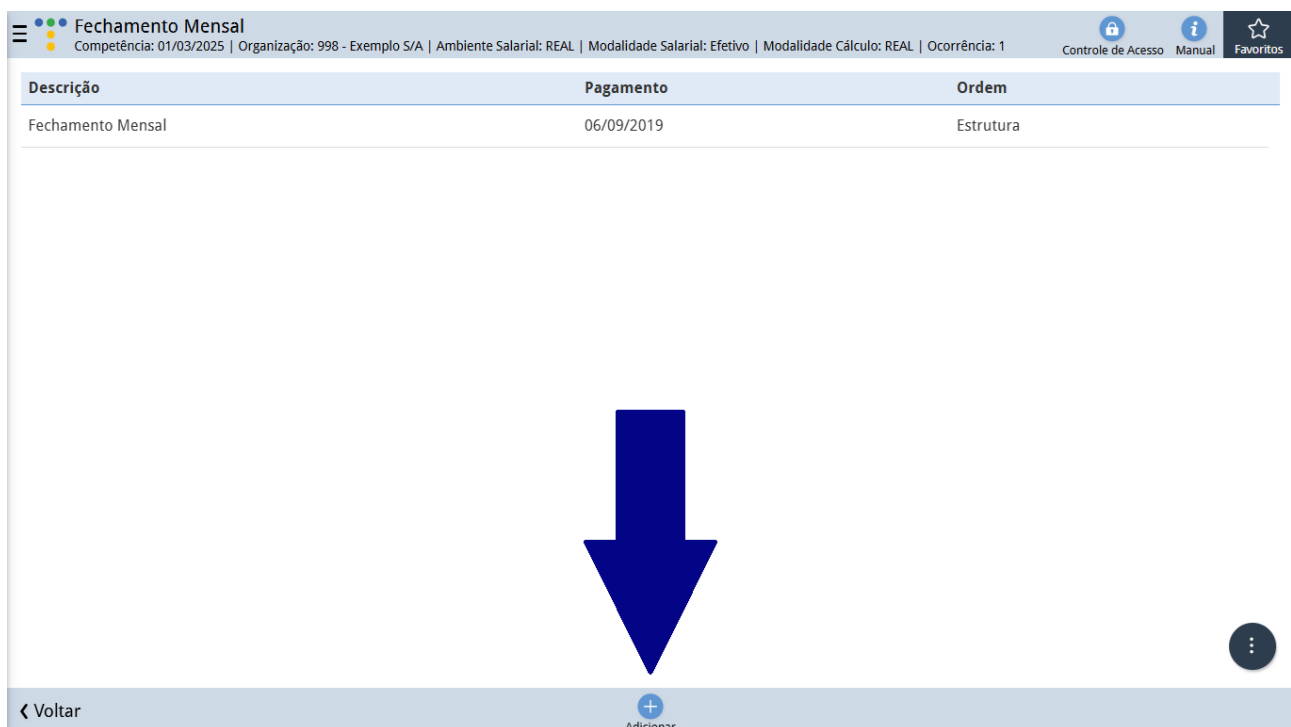 Fechamento Mensal
Competência: 01/03/2025 | Organização: 998 - Exemplo S/A | Ambiente Salarial: REAL | Modalidade Salarial: Efetivo | Modalidade Cálculo: REAL | Ocorrência: 1
Controle de Acesso Manual Favoritos
Descrição Pagamento Ordem
Fechamento Mensal 06/09/2019 Estrutura
Voltar
Adicionar